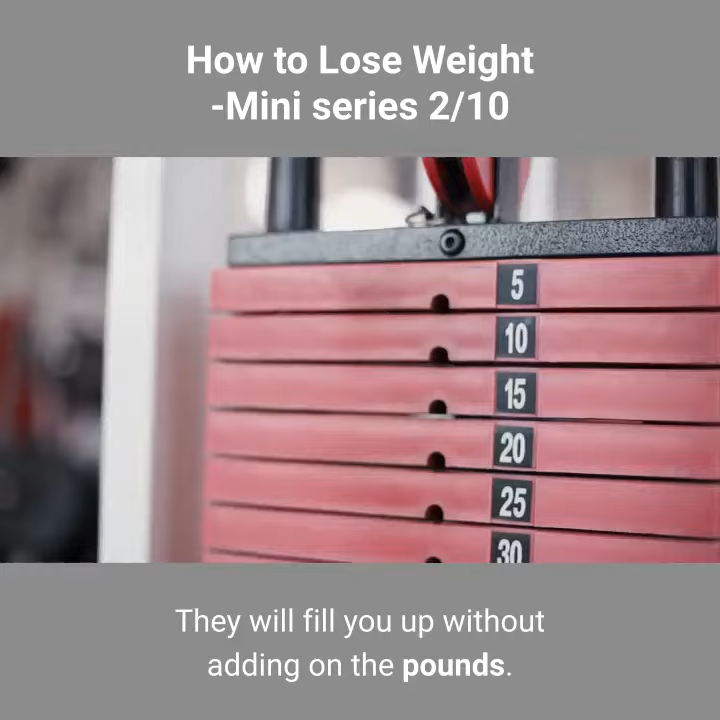 How to Lose Weight
-Mini series 2/10
5
10
15
20
25
30
They will fill you up without
adding on the pounds.